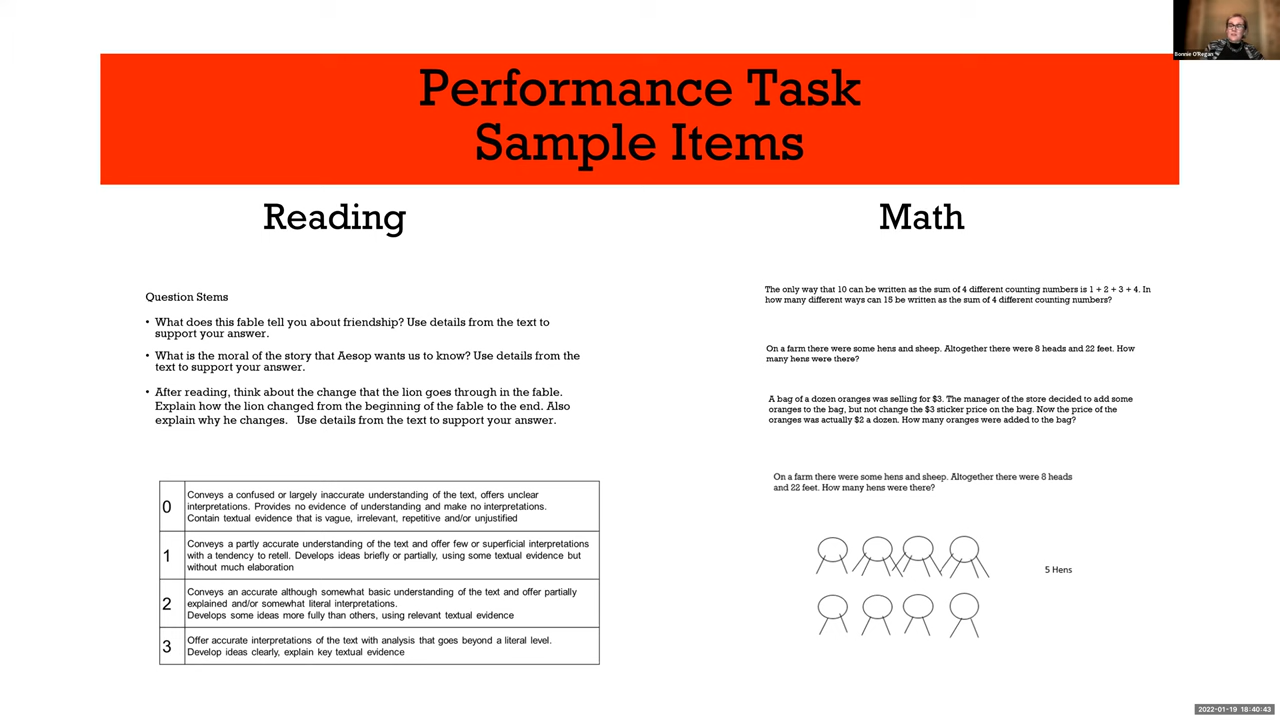 Bonnie O'Regan
Performance Task
Sample Items
Reading
Question Stems
• What does this fable tell you about friendship? Use details from the text to
support your answer.
• What is the moral of the story that Aesop wants us to know? Use details from the
text to support your answer.
• After reading, think about the change that the lion goes through in the fable.
Explain how the lion changed from the beginning of the fable to the end. Also
explain why he changes. Use details from the text to support your answer.
0
Conveys a confused or largely inaccurate understanding of the text, offers unclear
interpretations. Provides no evidence of understanding and make no interpretations.
Contain textual evidence that is vague, irrelevant, repetitive and/or unjustified
1
Conveys a partly accurate understanding of the text and offer few or superficial interpretations
with a tendency to retell. Develops ideas briefly or partially, using some textual evidence but
without much elaboration
2
Conveys an accurate although somewhat basic understanding of the text and offer partially
explained and/or somewhat literal interpretations.
Develops some ideas more fully than others, using relevant textual evidence
3
Offer accurate interpretations of the text with analysis that goes beyond a literal level.
Develop ideas clearly, explain key textual evidence
Math
The only way that 10 can be written as the sum of 4 different counting numbers is 1 + 2 + 3 + 4. In
how many different ways can 15 be written as the sum of 4 different counting numbers?
On a farm there were some hens and sheep. Altogether there were 8 heads and 22 feet. How
many hens were there?
A bag of a dozen oranges was selling for $3. The manager of the store decided to add some
oranges to the bag, but not change the $3 sticker price on the bag. Now the price of the
oranges was actually $2 a dozen. How many oranges were added to the bag?
On a farm there were some hens and sheep. Altogether there were 8 heads
and 22 feet. How many hens were there?
5 Hens
2022-01-19 18:40:43